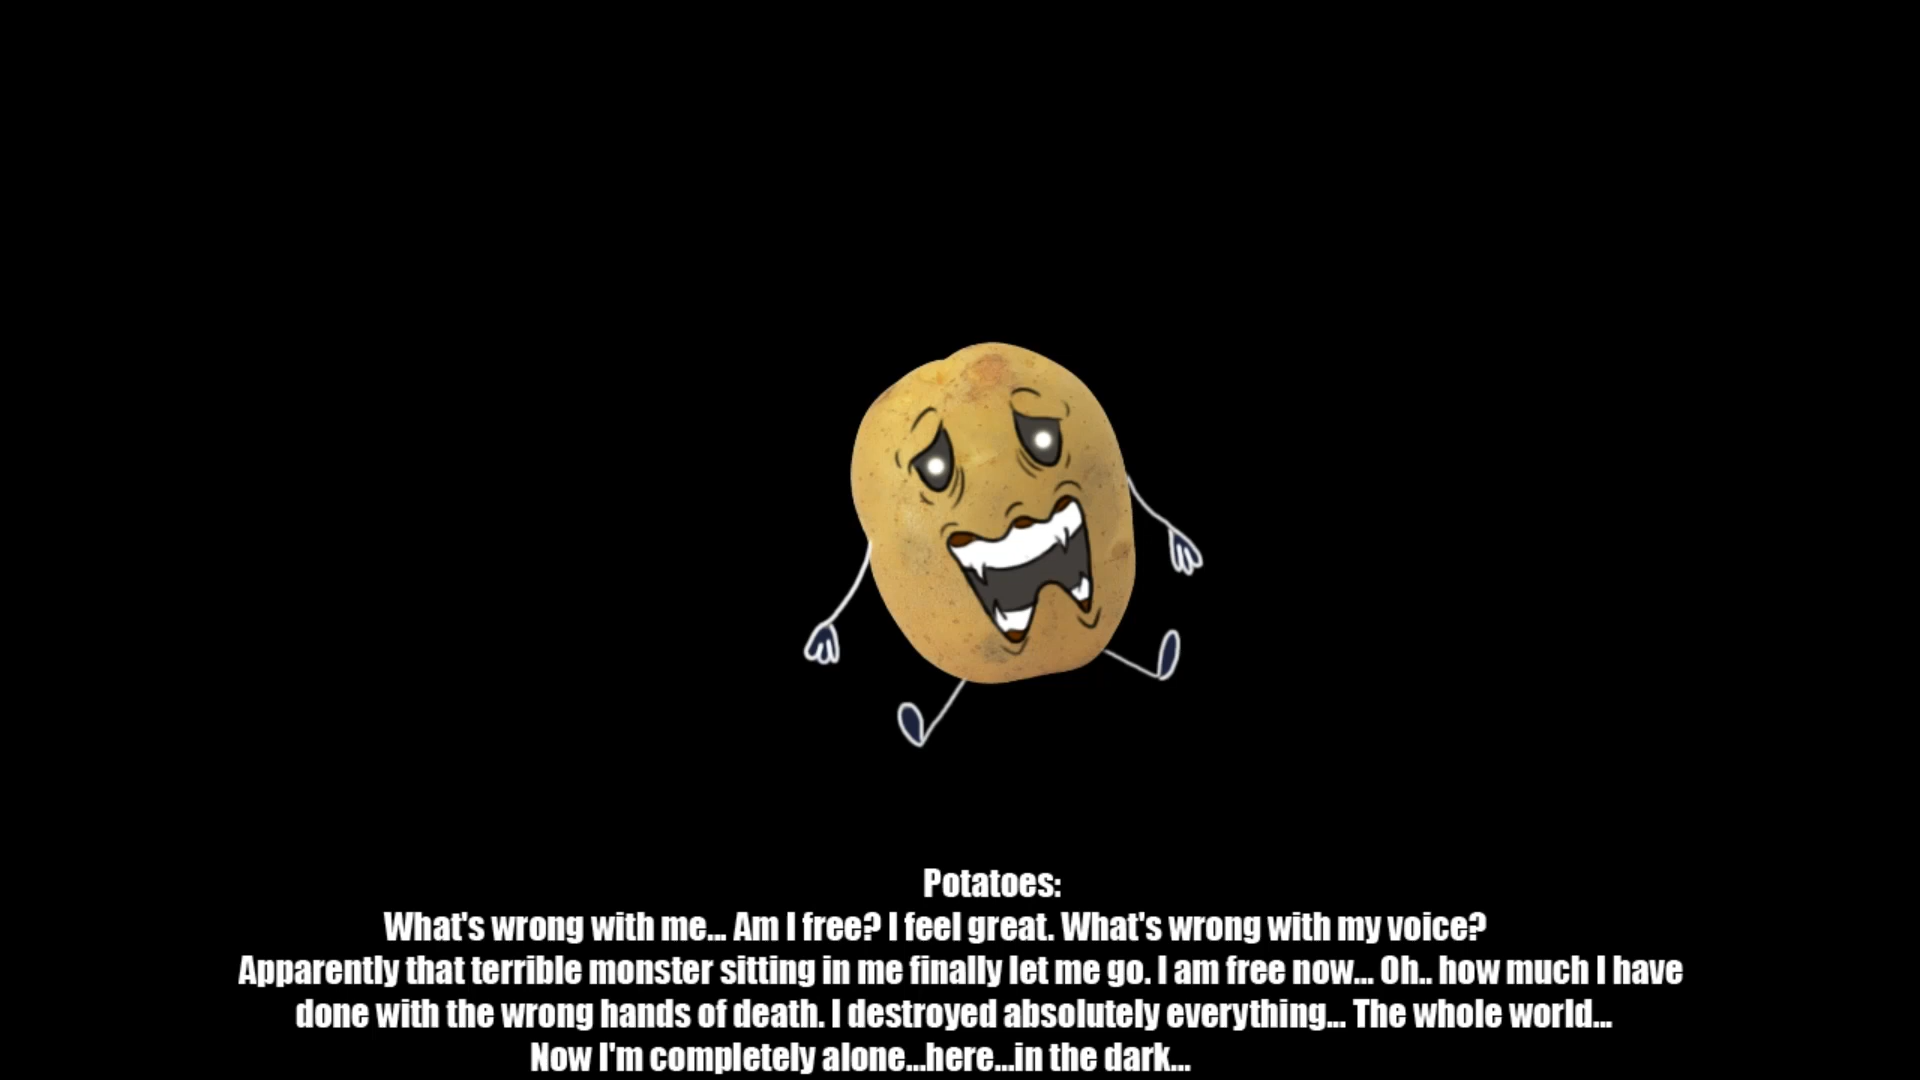 Potatoes:
What's wrong with me... Am I free? I feel great. What's wrong with my voice?
Apparently that terrible monster sitting in me finally let me go. I am free now... Oh.. how much I have
done with the wrong hands of death. I destroyed absolutely everything... The whole world...
Now I'm completely alone...here...in the dark...